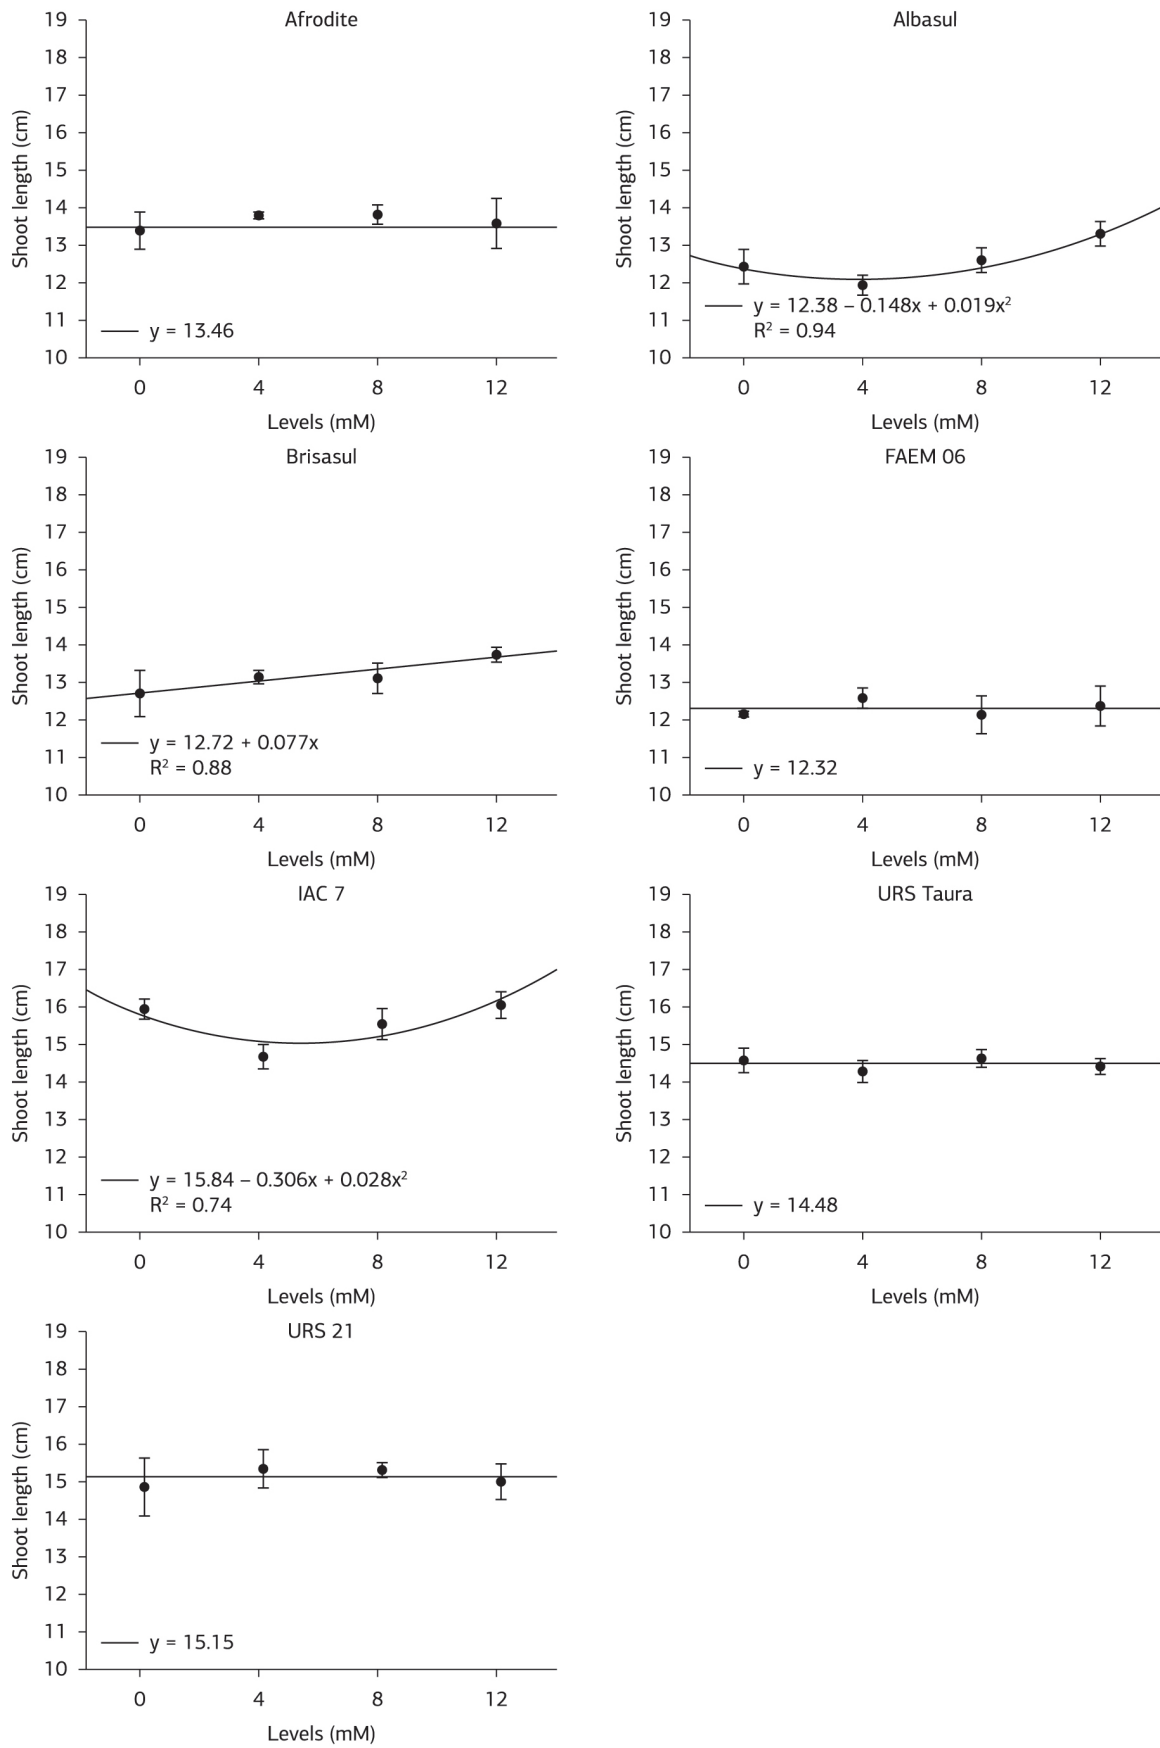 Afrodite
Shoot length (cm)
19
18
17
16
15
14
13
12
11
10
y = 13.46
0 4 8 12
Levels (mM)
Albasul
Shoot length (cm)
19
18
17
16
15
14
13
12
11
10
y = 12.38 – 0.148x + 0.019x²
R² = 0.94
0 4 8 12
Levels (mM)
Brisasul
Shoot length (cm)
19
18
17
16
15
14
13
12
11
10
y = 12.72 + 0.077x
R² = 0.88
0 4 8 12
Levels (mM)
FAEM 06
Shoot length (cm)
19
18
17
16
15
14
13
12
11
10
y = 12.32
0 4 8 12
Levels (mM)
IAC 7
Shoot length (cm)
19
18
17
16
15
14
13
12
11
10
y = 15.84 – 0.306x + 0.028x²
R² = 0.74
0 4 8 12
Levels (mM)
URS Taura
Shoot length (cm)
19
18
17
16
15
14
13
12
11
10
y = 14.48
0 4 8 12
Levels (mM)
URS 21
Shoot length (cm)
19
18
17
16
15
14
13
12
11
10
y = 15.15
0 4 8 12
Levels (mM)